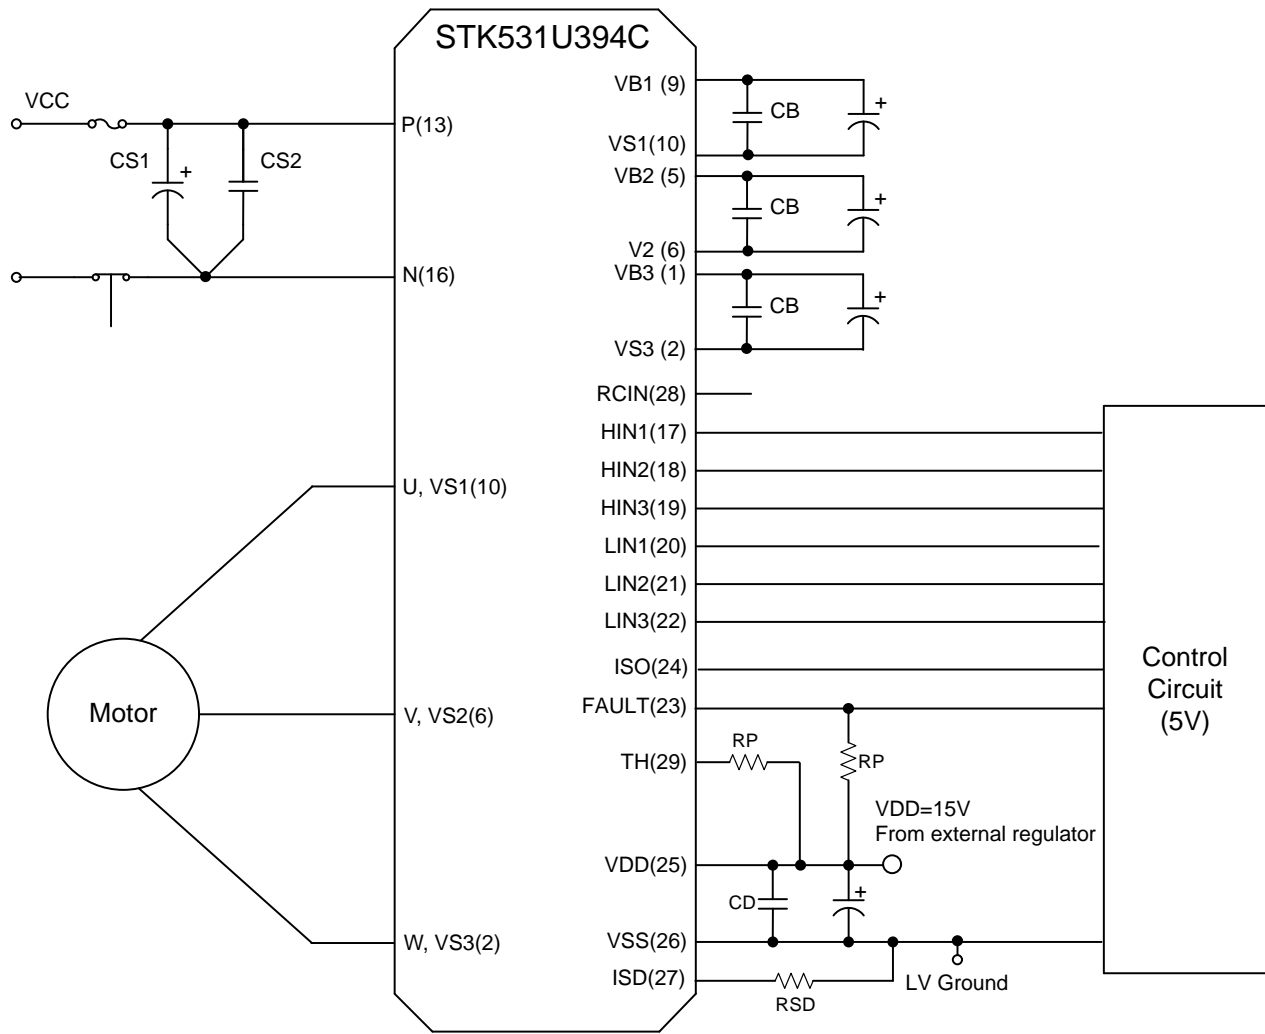 STK531U394C
VCC
CS1
+
CS2
P(13)
N(16)
U, VS1(10)
V, VS2(6)
W, VS3(2)
Motor
VB1 (9)
CB
+
VS1(10)
VB2 (5)
CB
+
V2 (6)
VB3 (1)
CB
+
VS3 (2)
RCIN(28)
HIN1(17)
HIN2(18)
HIN3(19)
LIN1(20)
LIN2(21)
LIN3(22)
ISO(24)
FAULT(23)
TH(29)
RP
RP
VDD=15V
From external regulator
VDD(25)
CD
+
VSS(26)
ISD(27)
RSD
LV Ground
Control
Circuit
(5V)